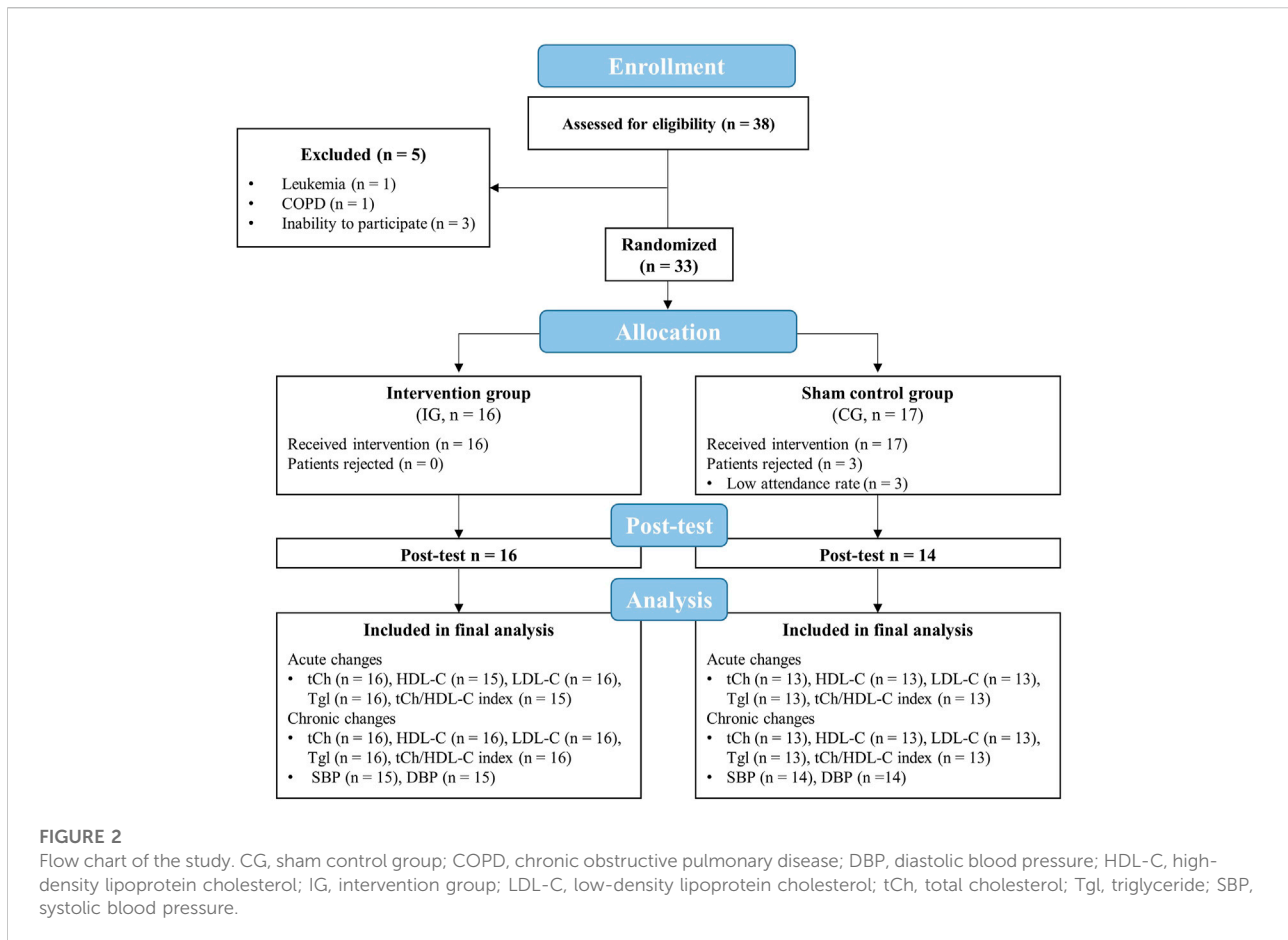 Enrollment
Assessed for eligibility (n = 38)
Excluded (n = 5)
• Leukemia (n = 1)
• COPD (n = 1)
• Inability to participate (n = 3)
Randomized
(n = 33)
Allocation
Intervention group
(IG, n = 16)
Received intervention (n = 16)
Patients rejected (n = 0)
Sham control group
(CG, n = 17)
Received intervention (n = 17)
Patients rejected (n = 3)
• Low attendance rate (n = 3)
Post-test
Post-test n = 16
Post-test n = 14
Analysis
Included in final analysis
Acute changes
• tCh (n = 16), HDL-C (n = 15), LDL-C (n = 16),
Tgl (n = 16), tCh/HDL-C index (n = 15)
Chronic changes
• tCh (n = 16), HDL-C (n = 16), LDL-C (n = 16),
Tgl (n = 16), tCh/HDL-C index (n = 16)
• SBP (n = 15), DBP (n = 15)
Included in final analysis
Acute changes
• tCh (n = 13), HDL-C (n = 13), LDL-C (n = 13),
Tgl (n = 13), tCh/HDL-C index (n = 13)
Chronic changes
• tCh (n = 13), HDL-C (n = 13), LDL-C (n = 13),
Tgl (n = 13), tCh/HDL-C index (n = 13)
• SBP (n = 14), DBP (n =14)
FIGURE 2
Flow chart of the study. CG, sham control group; COPD, chronic obstructive pulmonary disease; DBP, diastolic blood pressure; HDL-C, high-
density lipoprotein cholesterol; IG, intervention group; LDL-C, low-density lipoprotein cholesterol; tCh, total cholesterol; Tgl, triglyceride; SBP,
systolic blood pressure.